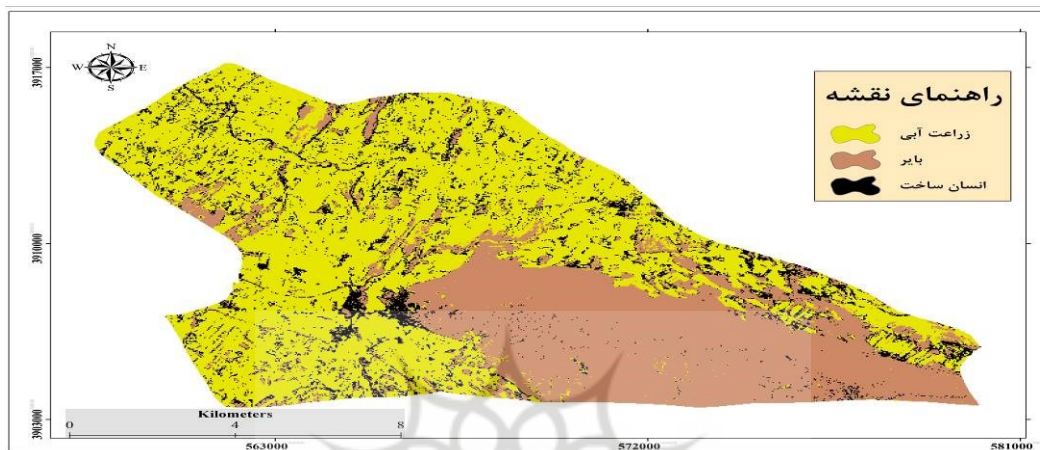 N
W E
S
راهنمای نقشه
زراعت آبی
بایر
انسان ساخت
3917000
3910000
3903000
Kilometers
0 4 8
563000 572000 581000